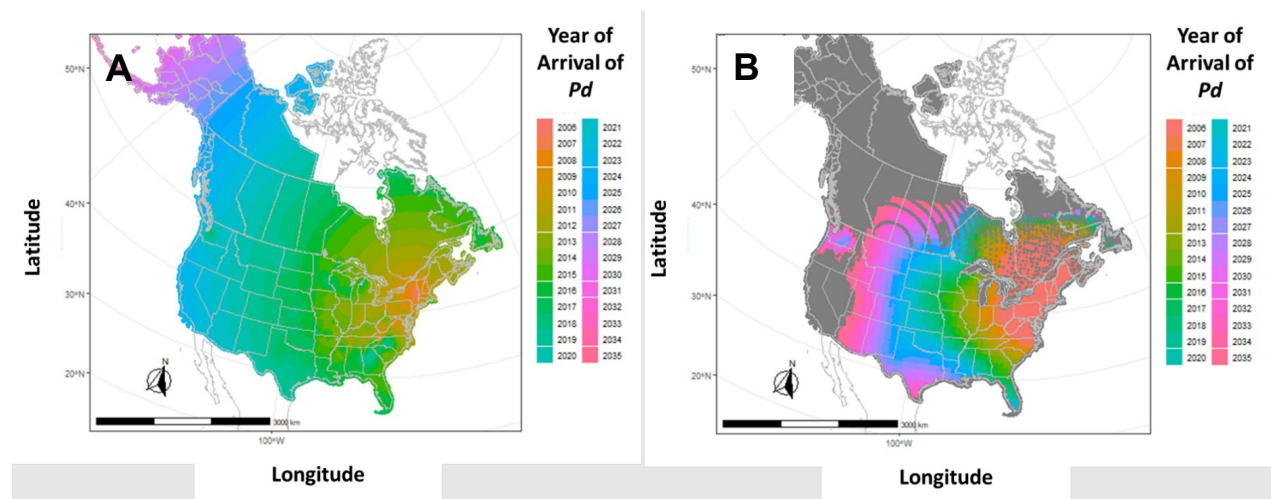 A
50°N
40°N
30°N
20°N
Latitude
N
3000 km
100°W
Longitude
Year of
Arrival of
Pd
2006 2021
2007 2022
2008 2023
2009 2024
2010 2025
2011 2026
2012 2027
2013 2028
2014 2029
2015 2030
2016 2031
2017 2032
2018 2033
2019 2034
2020 2035
B
50°N
40°N
30°N
20°N
Latitude
N
3000 km
100°W
Longitude
Year of
Arrival of
Pd
2006 2021
2007 2022
2008 2023
2009 2024
2010 2025
2011 2026
2012 2027
2013 2028
2014 2029
2015 2030
2016 2031
2017 2032
2018 2033
2019 2034
2020 2035